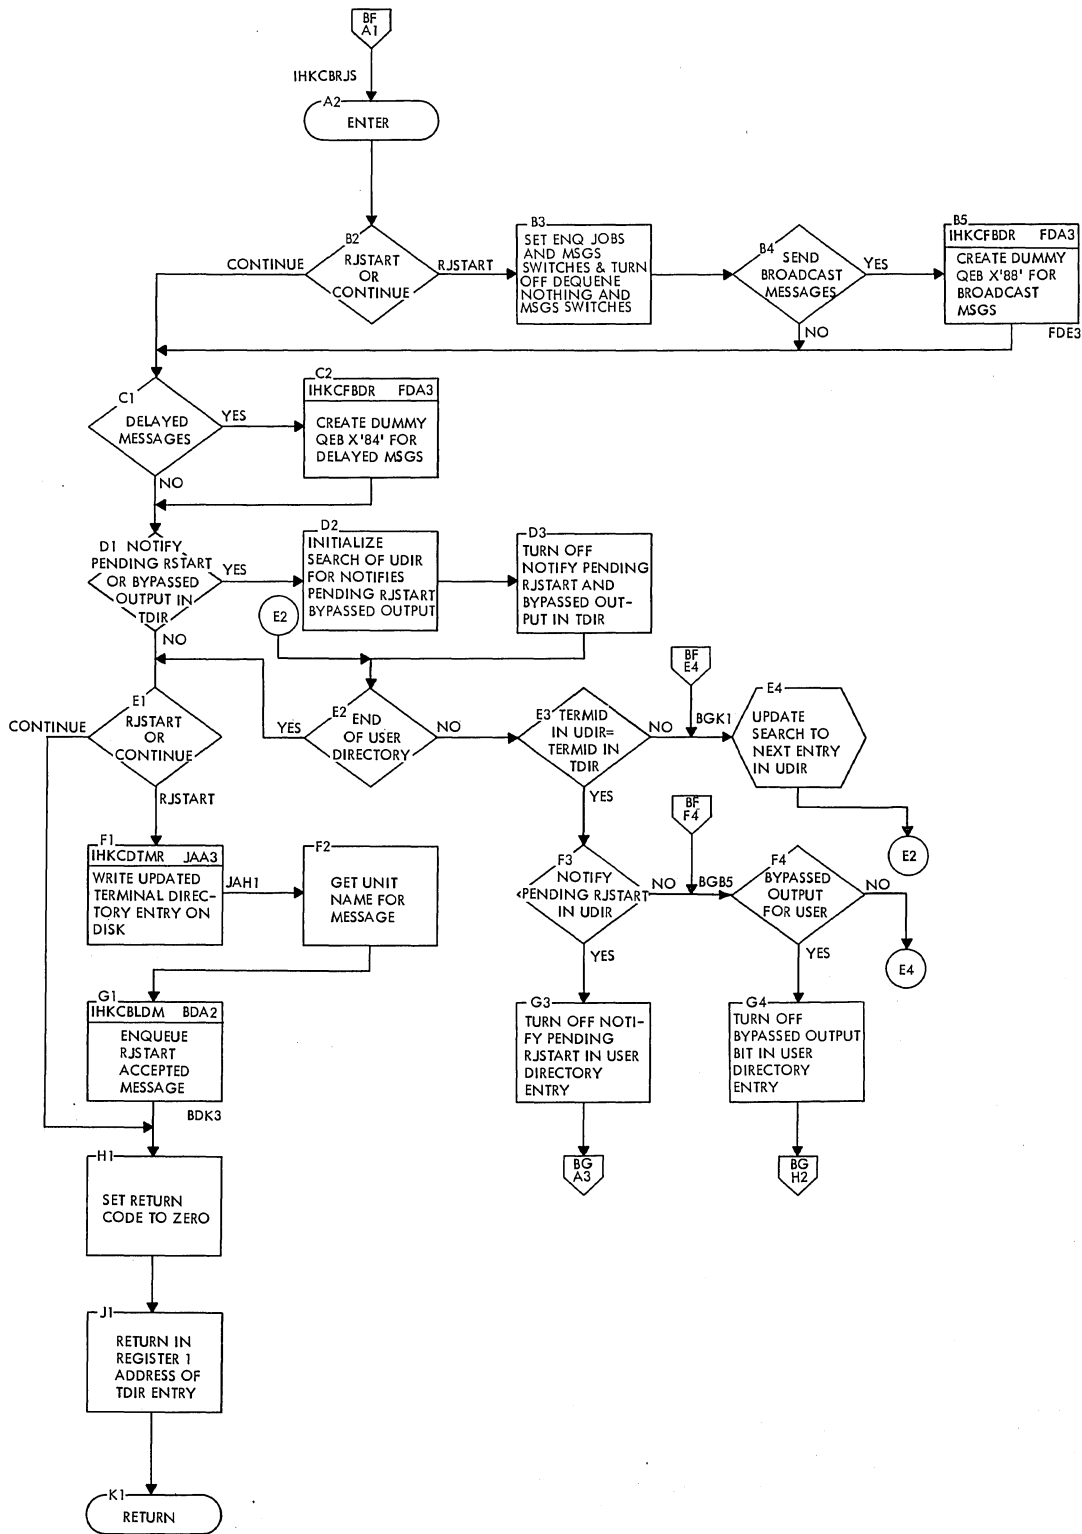 BF
A1
IHKCBRJS
A2
ENTER
B2
RJSTART
OR
CONTINUE
CONTINUE
RJSTART
B3
SET ENQ JOBS
AND MSGS
SWITCHES & TURN
OFF DEQUENE
NOTHING AND
MSGS SWITCHES
B4
SEND
BROADCAST
MESSAGES
YES
NO
B5
IHKCFBDR FDA3
CREATE DUMMY
QEB X'88' FOR
BROADCAST
MSGS
FDE3
C1
DELAYED
MESSAGES
YES
NO
C2
IHKCFBDR FDA3
CREATE DUMMY
QEB X'84' FOR
DELAYED MSGS
D1 NOTIFY
PENDING RSTART
OR BYPASSED
OUTPUT IN
TDIR
YES
NO
D2
INITIALIZE
SEARCH OF UDIR
FOR NOTIFIES
PENDING RJSTART
BYPASSED OUTPUT
D3
TURN OFF
NOTIFY PENDING
RJSTART AND
BYPASSED OUT-
PUT IN TDIR
E2
E1
RJSTART
OR
CONTINUE
CONTINUE
RJSTART
E2
END
OF USER
DIRECTORY
YES
NO
E3 TERMID
IN UDIR=
TERMID IN
TDIR
NO
YES
BF
E4
BGK1
E4
UPDATE
SEARCH TO
NEXT ENTRY
IN UDIR
E2
F1
IHKCDTMR JAA3
WRITE UPDATED
TERMINAL DIREC-
TORY ENTRY ON
DISK
JAH1
F2
GET UNIT
NAME FOR
MESSAGE
F3
NOTIFY
PENDING RJSTART
IN UDIR
NO
YES
BF
F4
BGB5
F4
BYPASSED
OUTPUT
FOR USER
NO
YES
E4
G1
IHKCBLDM BDA2
ENQUEUE
RJSTART
ACCEPTED
MESSAGE
BDK3
G3
TURN OFF NOTI-
FY PENDING
RJSTART IN USER
DIRECTORY
ENTRY
G4
TURN OFF
BYPASSED OUTPUT
BIT IN USER
DIRECTORY
ENTRY
BG
A3
BG
H2
H1
SET RETURN
CODE TO ZERO
J1
RETURN IN
REGISTER 1
ADDRESS OF
TDIR ENTRY
K1
RETURN